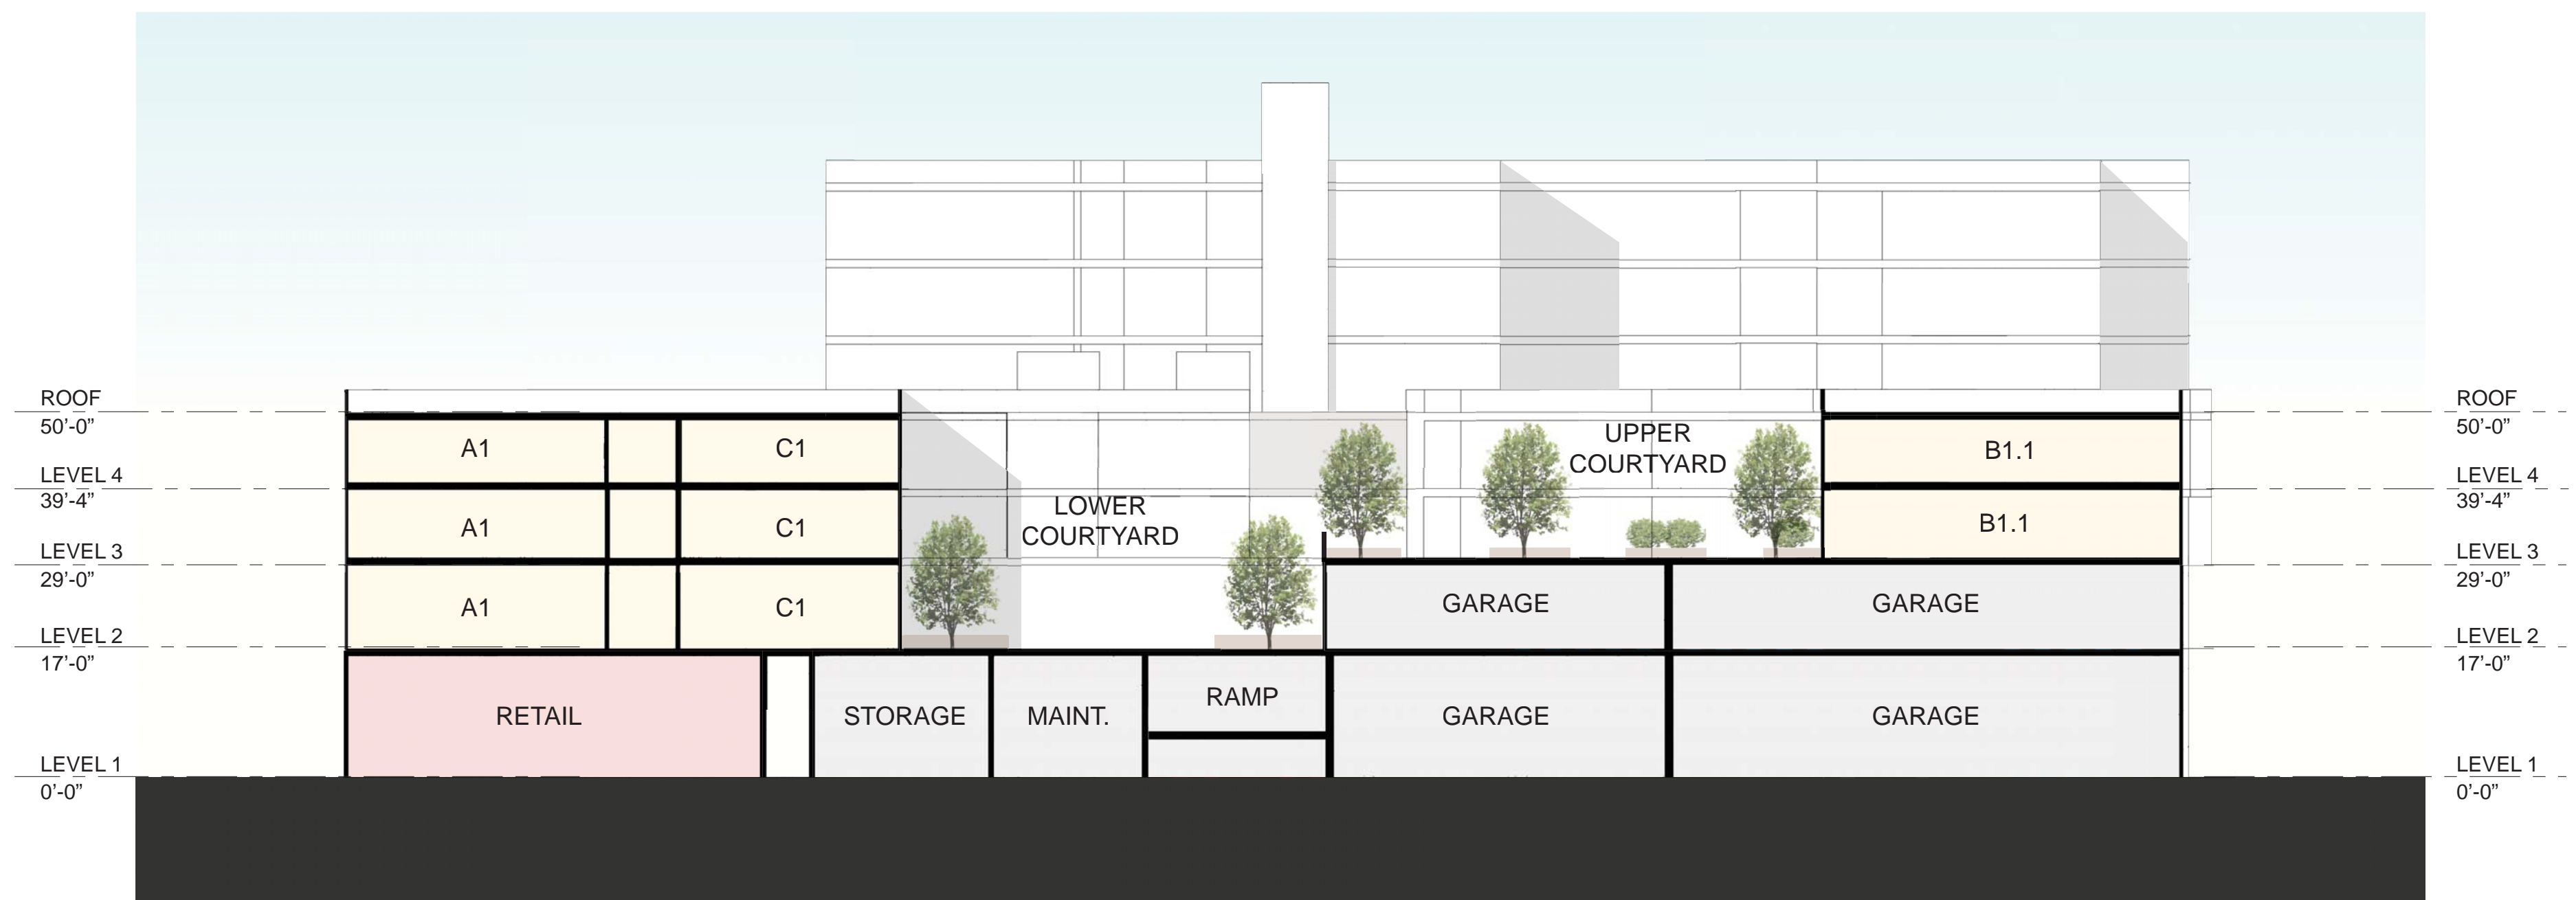 ROOF
50’-0”
LEVEL 4
39’-4”
LEVEL 3
29’-0”
LEVEL 2
17’-0”
LEVEL 1
0’-0”
A1
C1
A1
C1
A1
C1
RETAIL
STORAGE
MAINT.
RAMP
LOWER
COURTYARD
UPPER
COURTYARD
B1.1
B1.1
GARAGE
GARAGE
GARAGE
GARAGE
ROOF
50’-0”
LEVEL 4
39’-4”
LEVEL 3
29’-0”
LEVEL 2
17’-0”
LEVEL 1
0’-0”